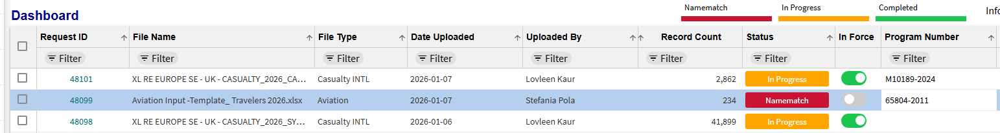 Dashboard
Namematch
In Progress
Completed
Info
Request ID
File Name
File Type
Date Uploaded
Uploaded By
Record Count
Status
In Force
Program Number
Filter
Filter
Filter
Filter
Filter
Filter
Filter
Filter
48101 XL RE EUROPE SE - UK - CASUALTY_2026_CA... Casualty INTL 2026-01-07 Lovleen Kaur 2,862 In Progress M10189-2024
48099 Aviation Input -Template_ Travelers 2026.xlsx Aviation 2026-01-07 Stefania Pola 234 Namematch 65804-2011
48098 XL RE EUROPE SE - UK - CASUALTY_2026_SY... Casualty INTL 2026-01-06 Lovleen Kaur 41,899 In Progress